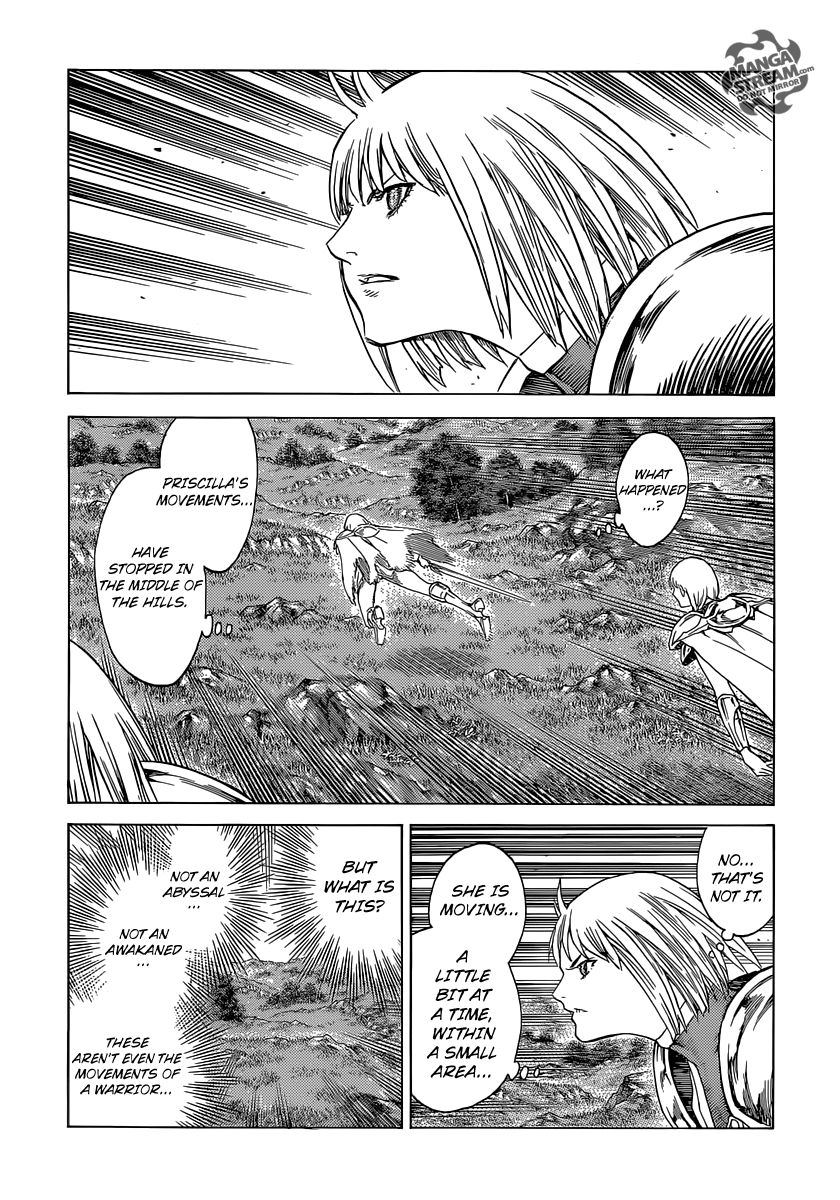 MANGA
STREAM.com
DO NOT MIRROR
WHAT
HAPPENED
...?
PRISCILLA'S
MOVEMENTS...
HAVE
STOPPED IN
THE MIDDLE OF
THE HILLS.
NO...
THAT'S
NOT IT.
SHE IS
MOVING...
A
LITTLE
BIT AT
A TIME,
WITHIN
A SMALL
AREA...
BUT
WHAT IS
THIS?
NOT AN
ABYSSAL
...
NOT AN
AWAKANED
...
THESE
AREN'T EVEN THE
MOVEMENTS OF
A WARRIOR...